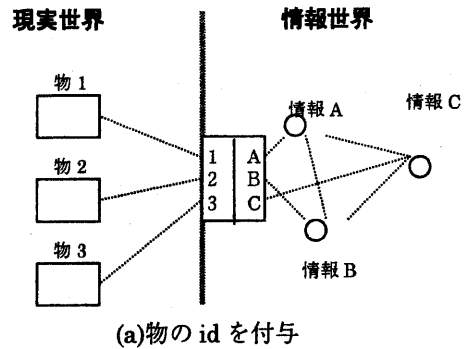 現実世界
情報世界
物 1
情報 A
情報 C
1 A
物 2
2 B
3 C
物 3
情報 B
(a)物の id を付与